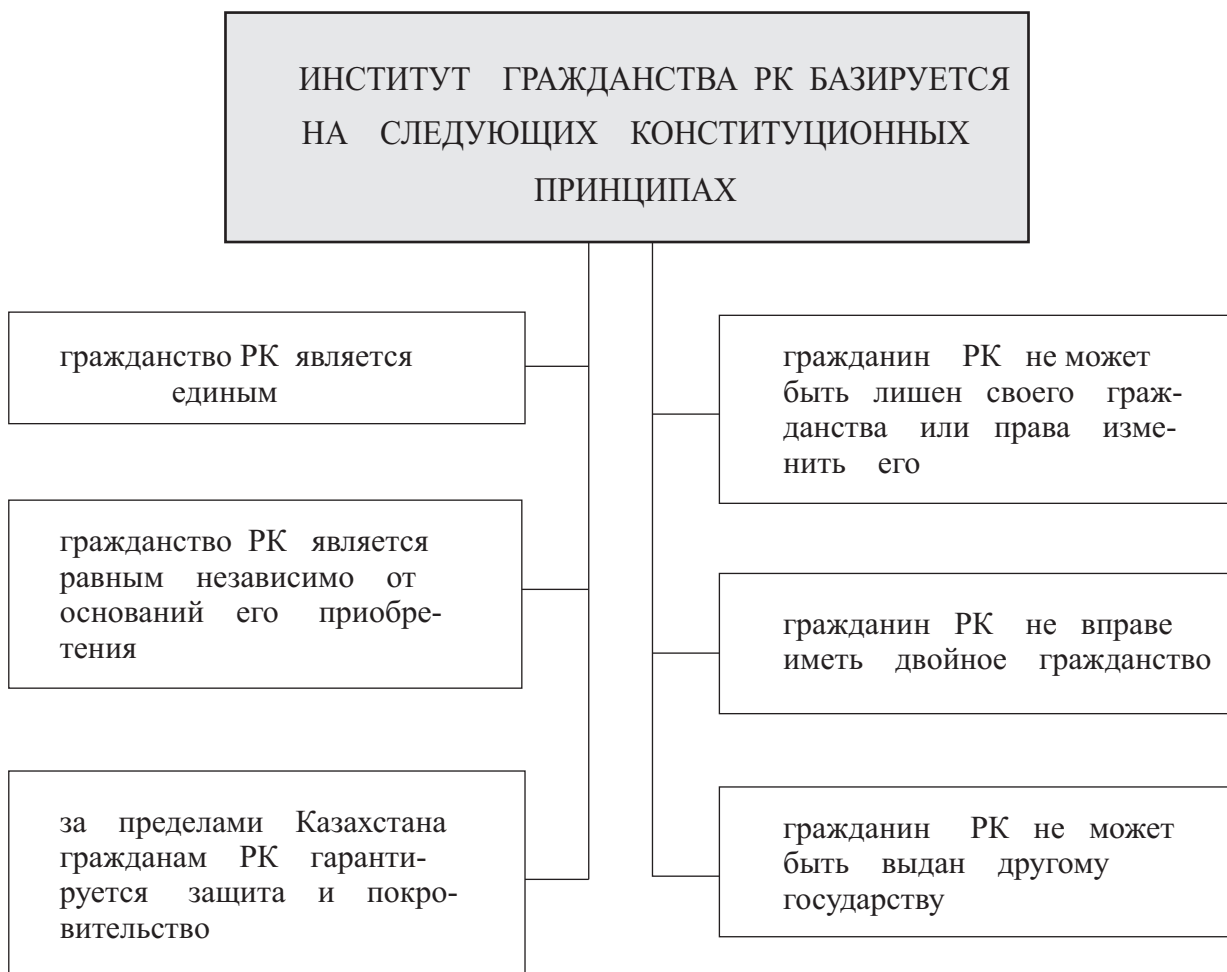 ИНСТИТУТ ГРАЖДАНСТВА РК БАЗИРУЕТСЯ
НА СЛЕДУЮЩИХ КОНСТИТУЦИОННЫХ
ПРИНЦИПАХ
гражданство РК является
единым
гражданство РК является
равным независимо от
оснований его приобре-
тения
за пределами Казахстана
гражданам РК гаранти-
руется защита и покро-
вительство
гражданин РК не может
быть лишен своего граж-
данства или права изме-
нить его
гражданин РК не вправе
иметь двойное гражданство
гражданин РК не может
быть выдан другому
государству